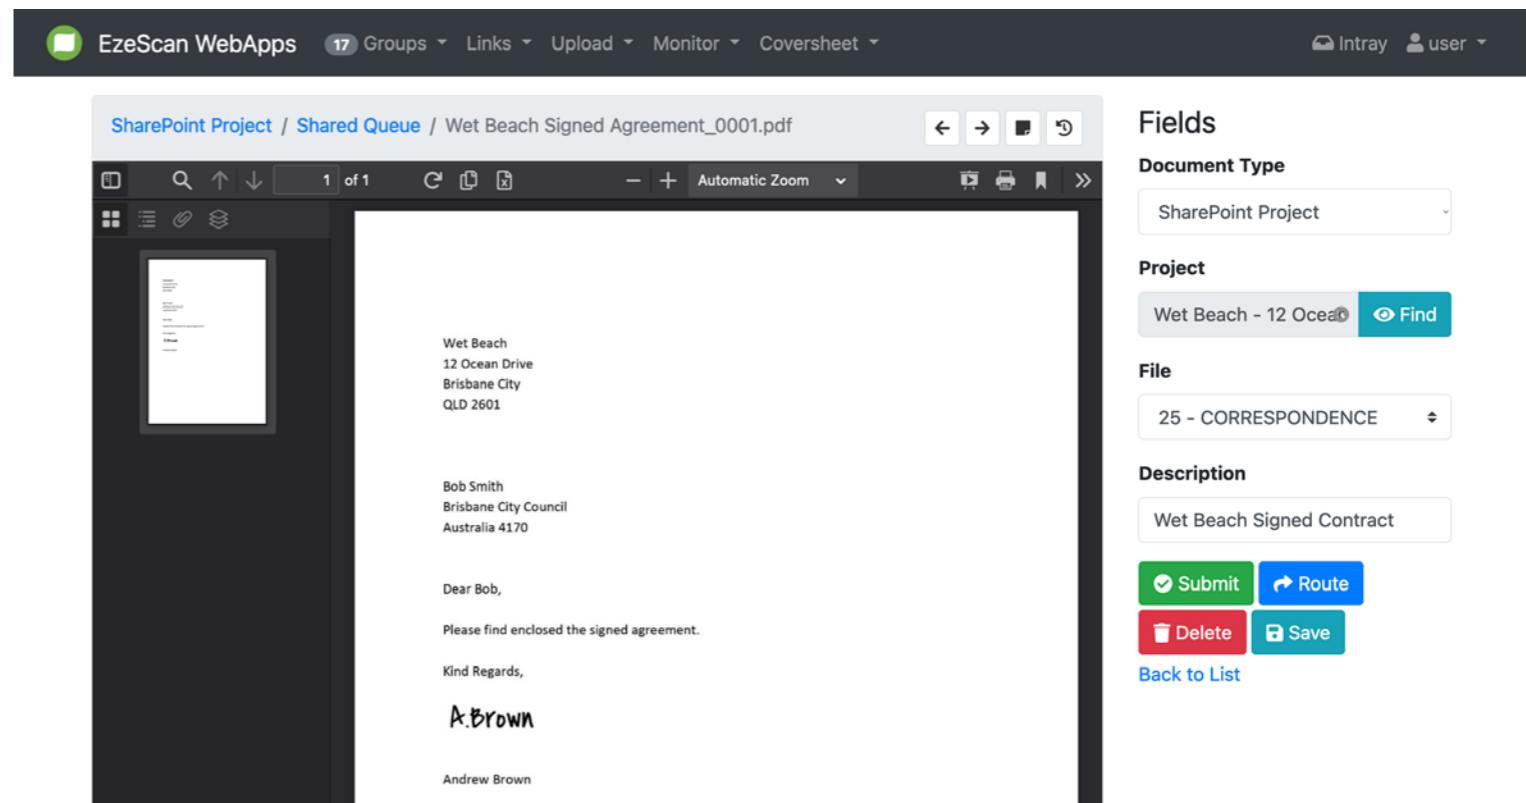 EzeScan WebApps 17 Groups Links Upload Monitor Coversheet Intray user
SharePoint Project / Shared Queue / Wet Beach Signed Agreement_0001.pdf
1 of 1 Automatic Zoom
Wet Beach
12 Ocean Drive
Brisbane City
QLD 2601
Bob Smith
Brisbane City Council
Australia 4170
Dear Bob,
Please find enclosed the signed agreement.
Kind Regards,
A.Brown
Andrew Brown
Fields
Document Type
SharePoint Project
Project
Wet Beach - 12 Ocean Find
File
25 - CORRESPONDENCE
Description
Wet Beach Signed Contract
Submit Route
Delete Save
Back to List